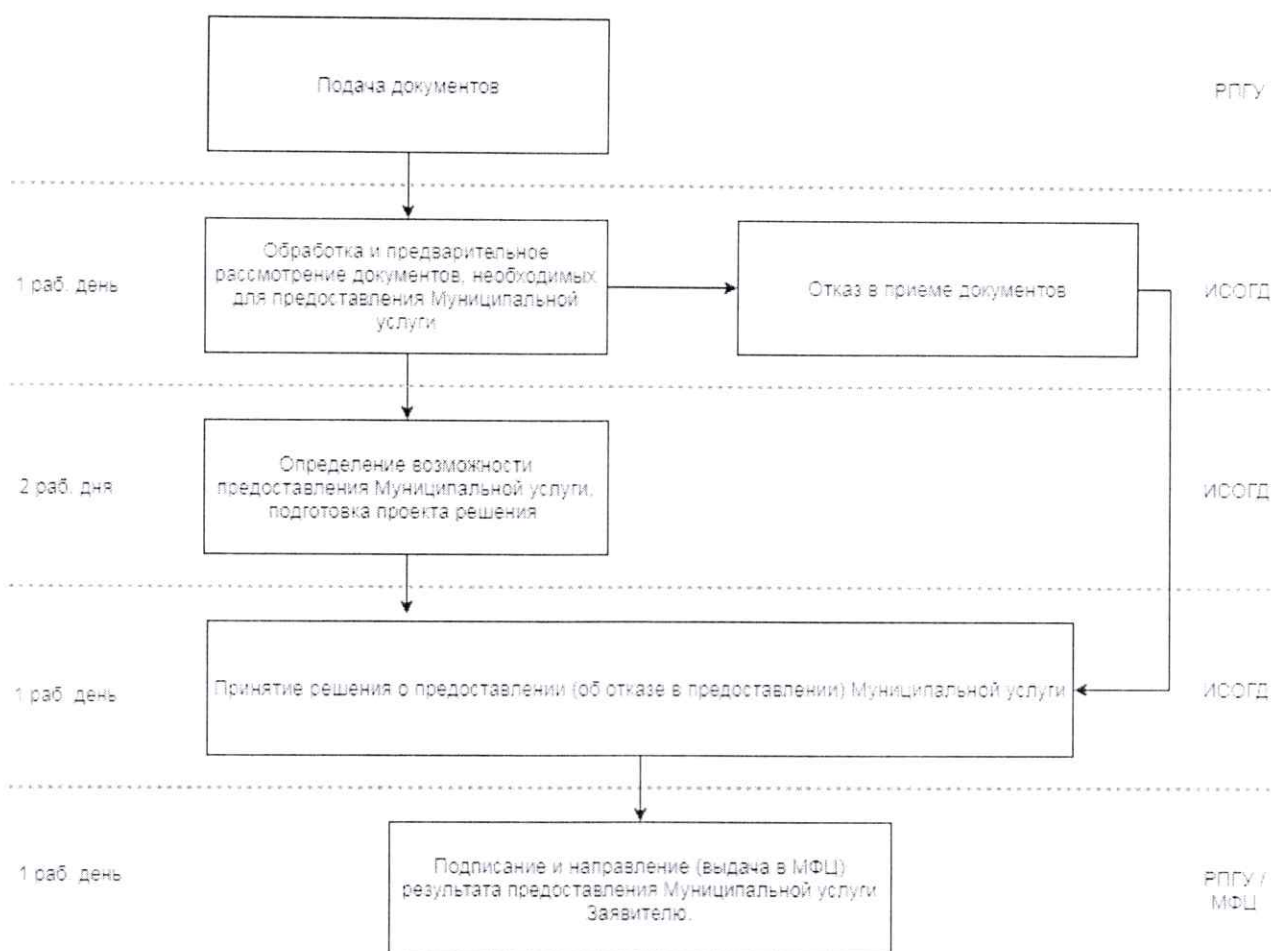 Подача документов
РПГУ
1 раб. день
Обработка и предварительное
рассмотрение документов, необходимых
для предоставления Муниципальной
услуги
Отказ в приеме документов
ИСОГД
2 раб. дня
Определение возможности
предоставления Муниципальной услуги,
подготовка проекта решения
ИСОГД
1 раб. день
Принятие решения о предоставлении (об отказе в предоставлении) Муниципальной услуги
ИСОГД
1 раб. день
Подписание и направление (выдача в МФЦ)
результата предоставления Муниципальной услуги
Заявителю.
РПГУ /
МФЦ